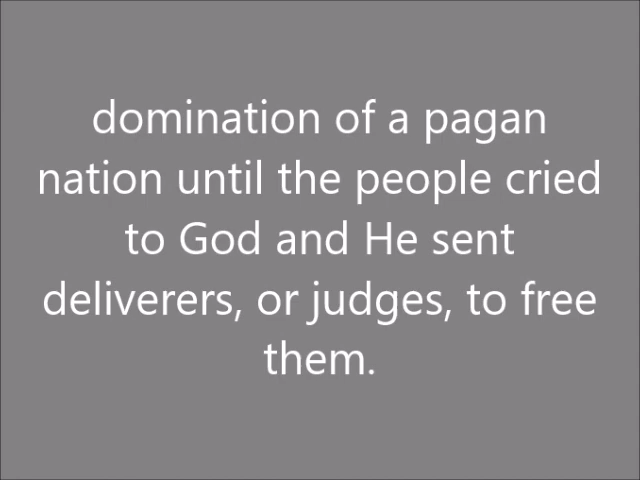 domination of a pagan
nation until the people cried
to God and He sent
deliverers, or judges, to free
them.